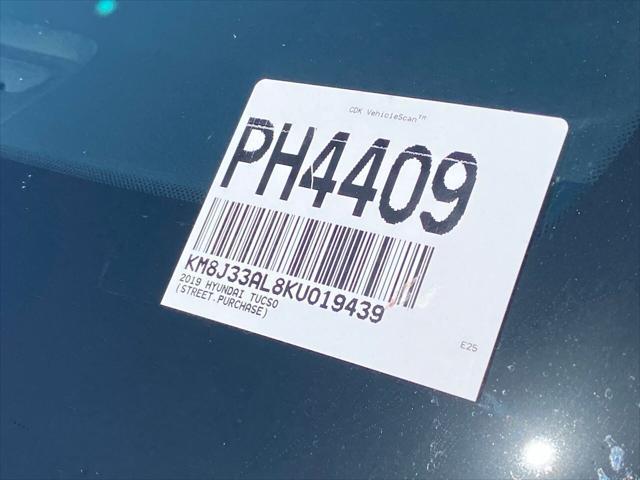 CDK VehicleScan™
PH4409
KM8J33AL8KU019439
2019 HYUNDAI TUCSO
(STREET.PURCHASE)
E25